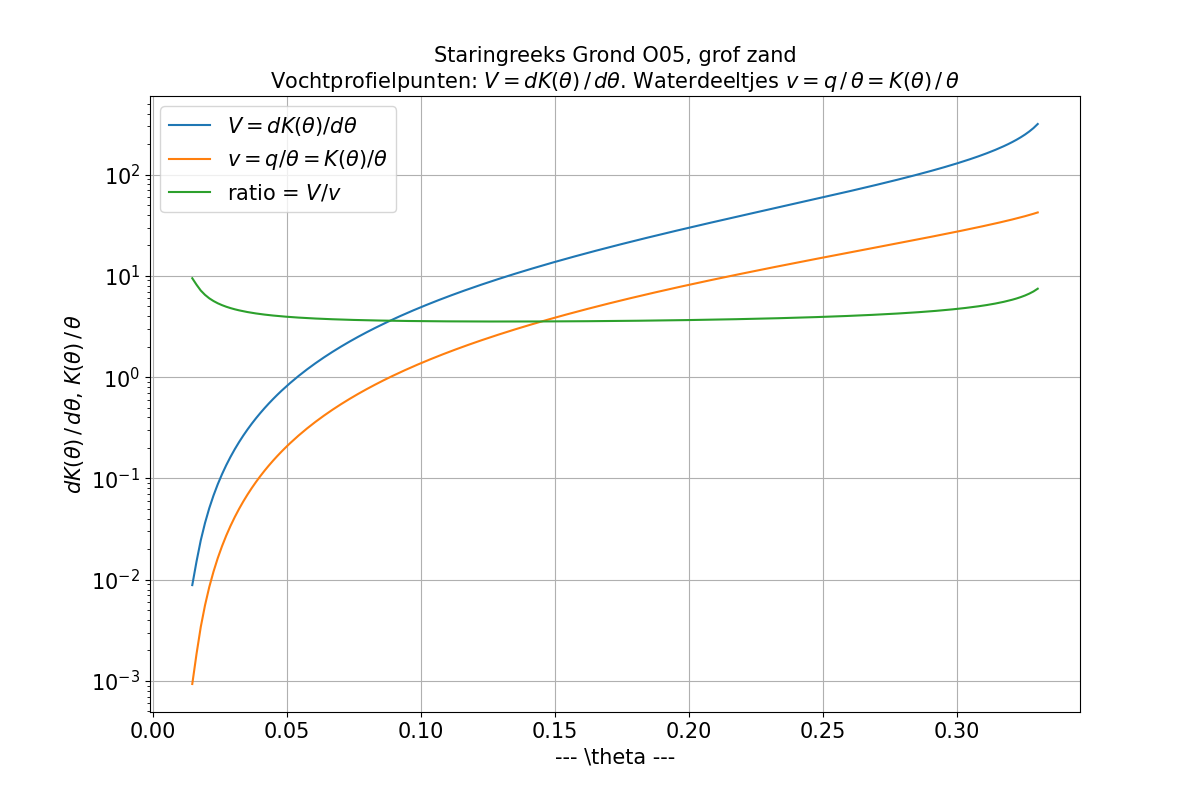 Staringreeks Grond O05, grof zand
Vochtprofielpunten: V = dK(θ) / dθ. Waterdeeltjes v = q / θ = K(θ) / θ
V = dK(θ)/dθ
v = q/θ = K(θ)/θ
ratio = V/v
dK(θ) / dθ, K(θ) / θ
10²
10¹
10⁰
10⁻¹
10⁻²
10⁻³
0.00 0.05 0.10 0.15 0.20 0.25 0.30
--- \theta ---